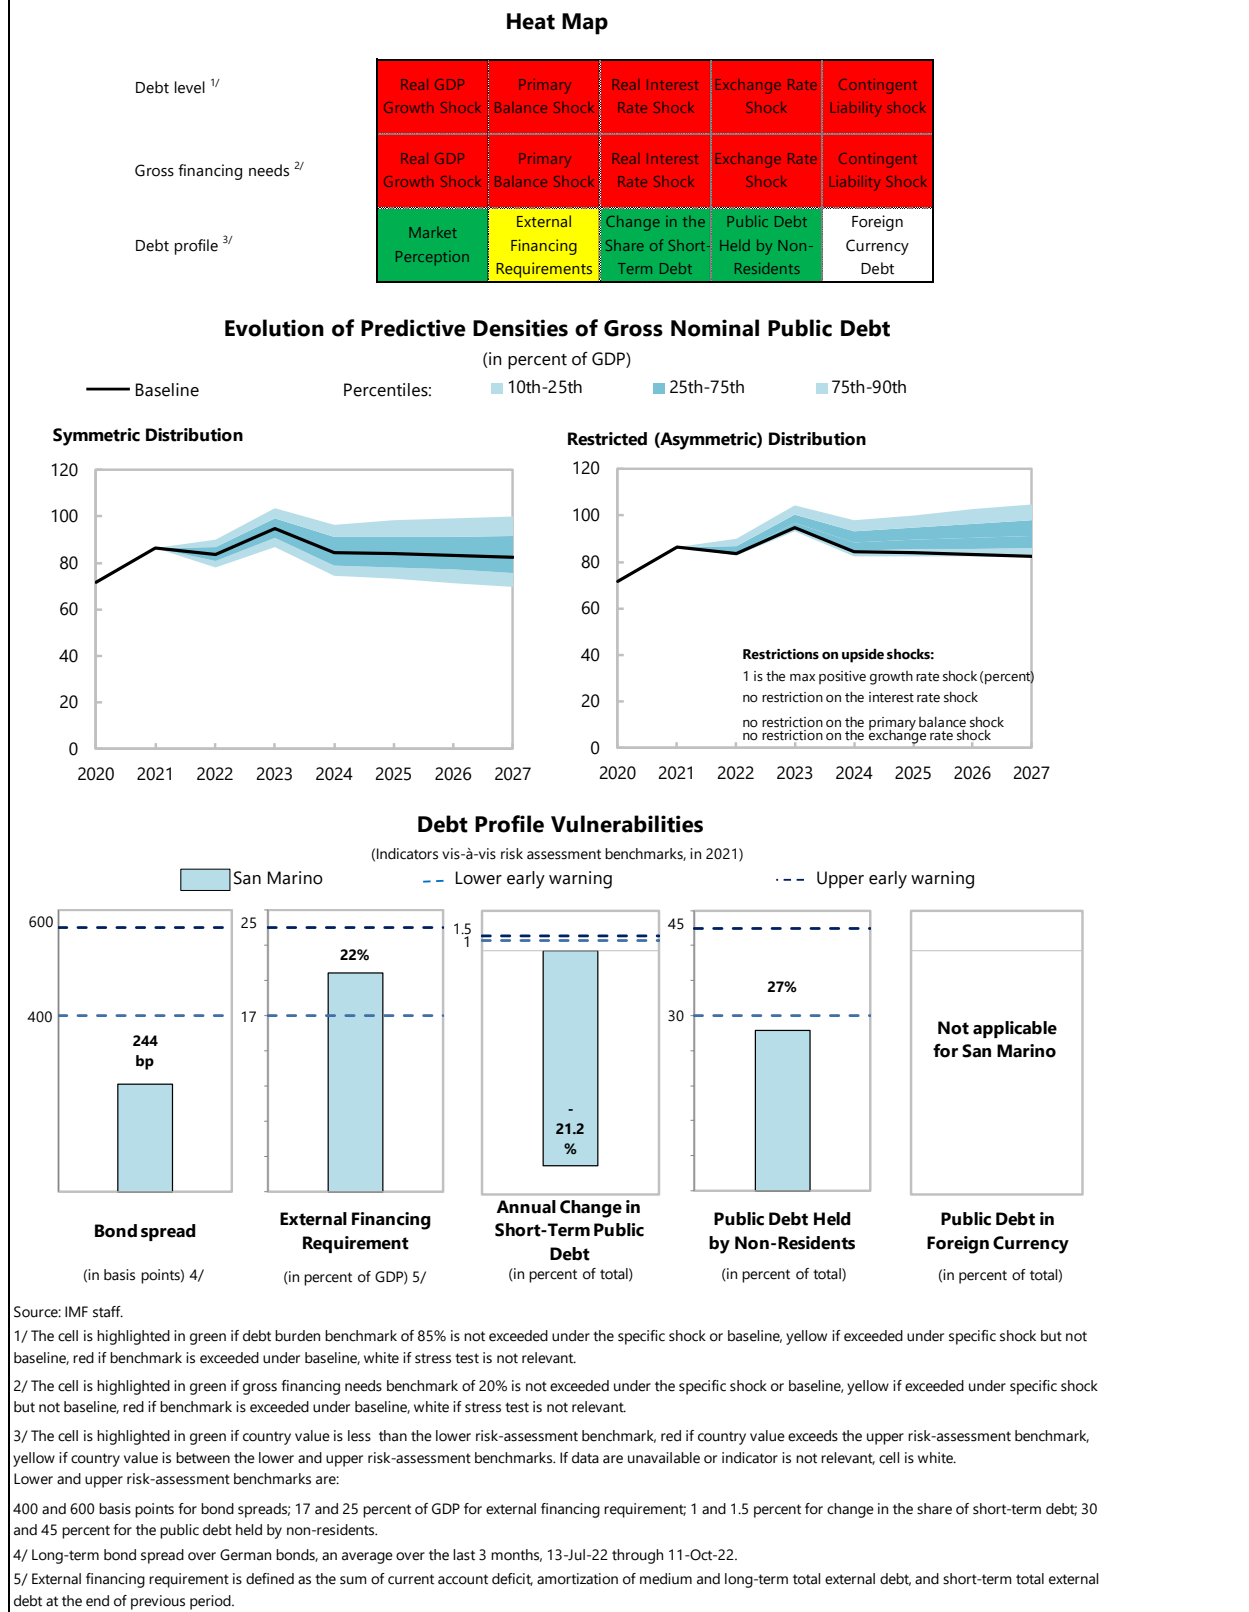 Heat Map
Debt level 1/
Real GDP Growth Shock
Primary Balance Shock
Real Interest Rate Shock
Exchange Rate Shock
Contingent Liability shock
Gross financing needs 2/
Real GDP Growth Shock
Primary Balance Shock
Real Interest Rate Shock
Exchange Rate Shock
Contingent Liability Shock
Debt profile 3/
Market Perception
External Financing Requirements
Change in the Share of Short-Term Debt
Public Debt Held by Non-Residents
Foreign Currency Debt
Evolution of Predictive Densities of Gross Nominal Public Debt
(in percent of GDP)
Baseline
Percentiles:
10th-25th
25th-75th
75th-90th
Symmetric Distribution
120
100
80
60
40
20
0
2020 2021 2022 2023 2024 2025 2026 2027
Restricted (Asymmetric) Distribution
120
100
80
60
40
20
0
Restrictions on upside shocks:
1 is the max positive growth rate shock (percent)
no restriction on the interest rate shock
no restriction on the primary balance shock
no restriction on the exchange rate shock
2020 2021 2022 2023 2024 2025 2026 2027
Debt Profile Vulnerabilities
(Indicators vis-à-vis risk assessment benchmarks, in 2021)
San Marino
Lower early warning
Upper early warning
600
400
244
bp
Bond spread
(in basis points) 4/
25
17
22%
External Financing
Requirement
(in percent of GDP) 5/
1.5
1
-
21.2
%
Annual Change in
Short-Term Public
Debt
(in percent of total)
45
30
27%
Public Debt Held
by Non-Residents
(in percent of total)
Not applicable
for San Marino
Public Debt in
Foreign Currency
(in percent of total)
Source: IMF staff.
1/ The cell is highlighted in green if debt burden benchmark of 85% is not exceeded under the specific shock or baseline, yellow if exceeded under specific shock but not
baseline, red if benchmark is exceeded under baseline, white if stress test is not relevant.
2/ The cell is highlighted in green if gross financing needs benchmark of 20% is not exceeded under the specific shock or baseline, yellow if exceeded under specific shock
but not baseline, red if benchmark is exceeded under baseline, white if stress test is not relevant.
3/ The cell is highlighted in green if country value is less than the lower risk-assessment benchmark, red if country value exceeds the upper risk-assessment benchmark,
yellow if country value is between the lower and upper risk-assessment benchmarks. If data are unavailable or indicator is not relevant, cell is white.
Lower and upper risk-assessment benchmarks are:
400 and 600 basis points for bond spreads; 17 and 25 percent of GDP for external financing requirement; 1 and 1.5 percent for change in the share of short-term debt; 30
and 45 percent for the public debt held by non-residents.
4/ Long-term bond spread over German bonds, an average over the last 3 months, 13-Jul-22 through 11-Oct-22.
5/ External financing requirement is defined as the sum of current account deficit, amortization of medium and long-term total external debt, and short-term total external
debt at the end of previous period.